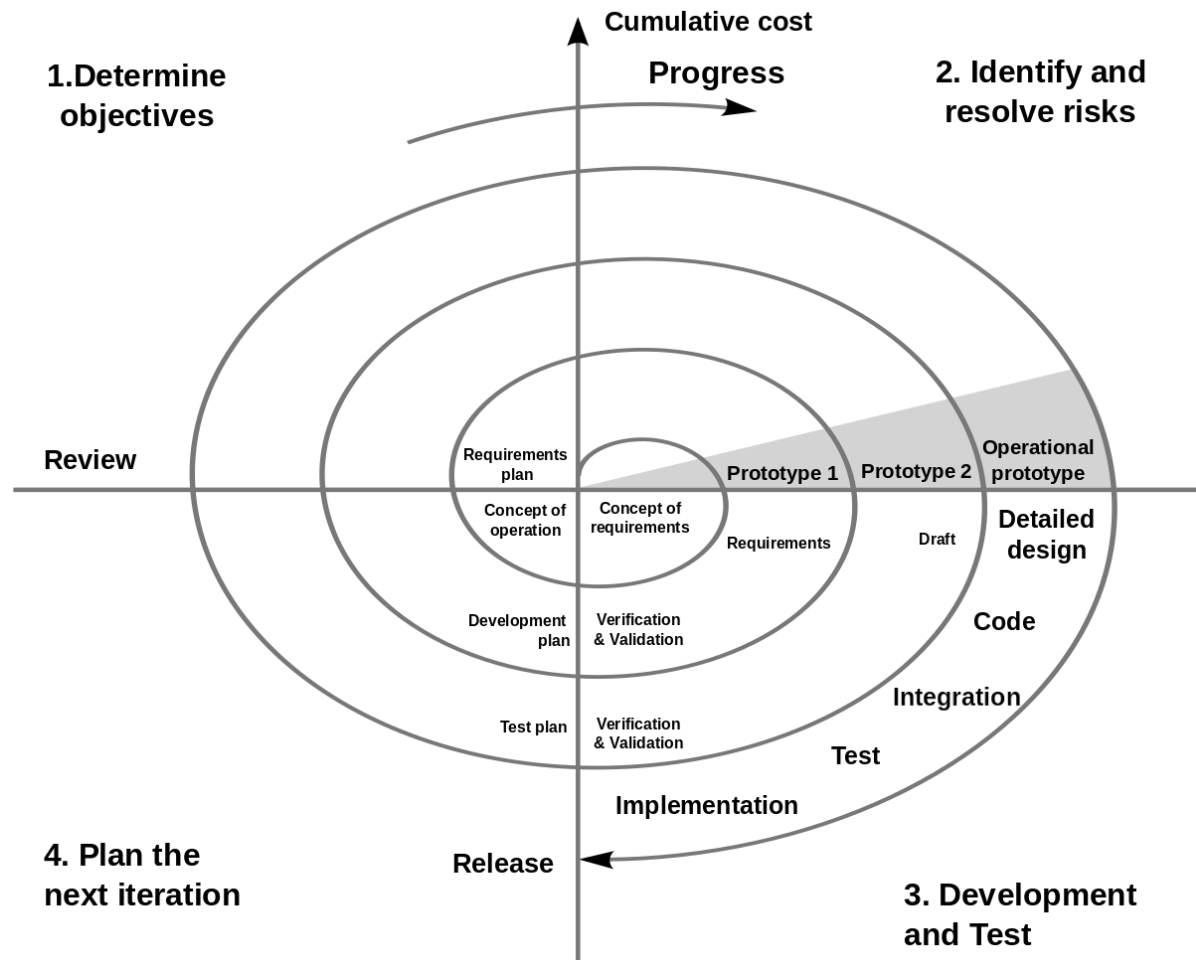 Cumulative cost
Progress
1.Determine
objectives
2. Identify and
resolve risks
Review
Requirements
plan
Prototype 1
Prototype 2
Operational
prototype
Concept of
operation
Concept of
requirements
Requirements
Draft
Detailed
design
Development
plan
Verification
& Validation
Code
Integration
Test plan
Verification
& Validation
Test
Implementation
Release
4. Plan the
next iteration
3. Development
and Test